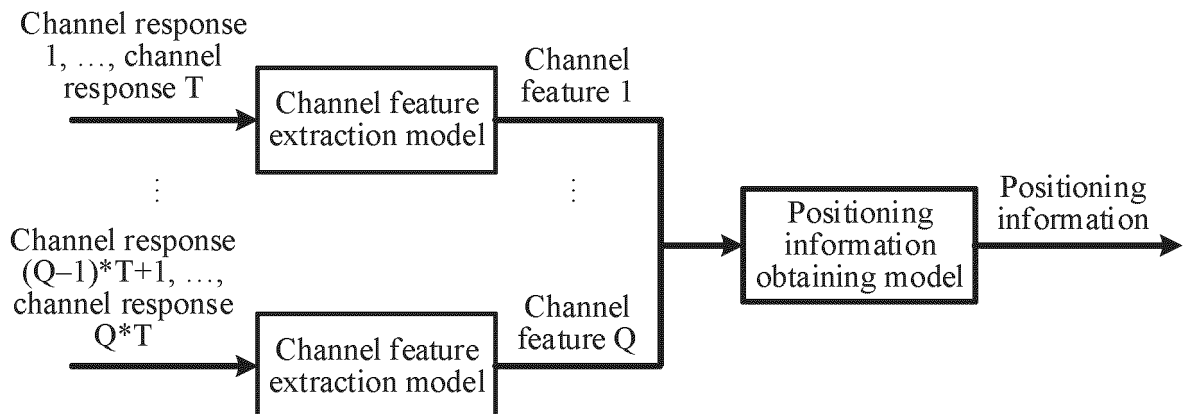 Channel response
1, …, channel
response T
Channel feature
extraction model
Channel
feature 1
⋮
⋮
Channel response
(Q–1)*T+1, …,
channel response
Q*T
Channel feature
extraction model
Channel
feature Q
Positioning
information
obtaining model
Positioning
information